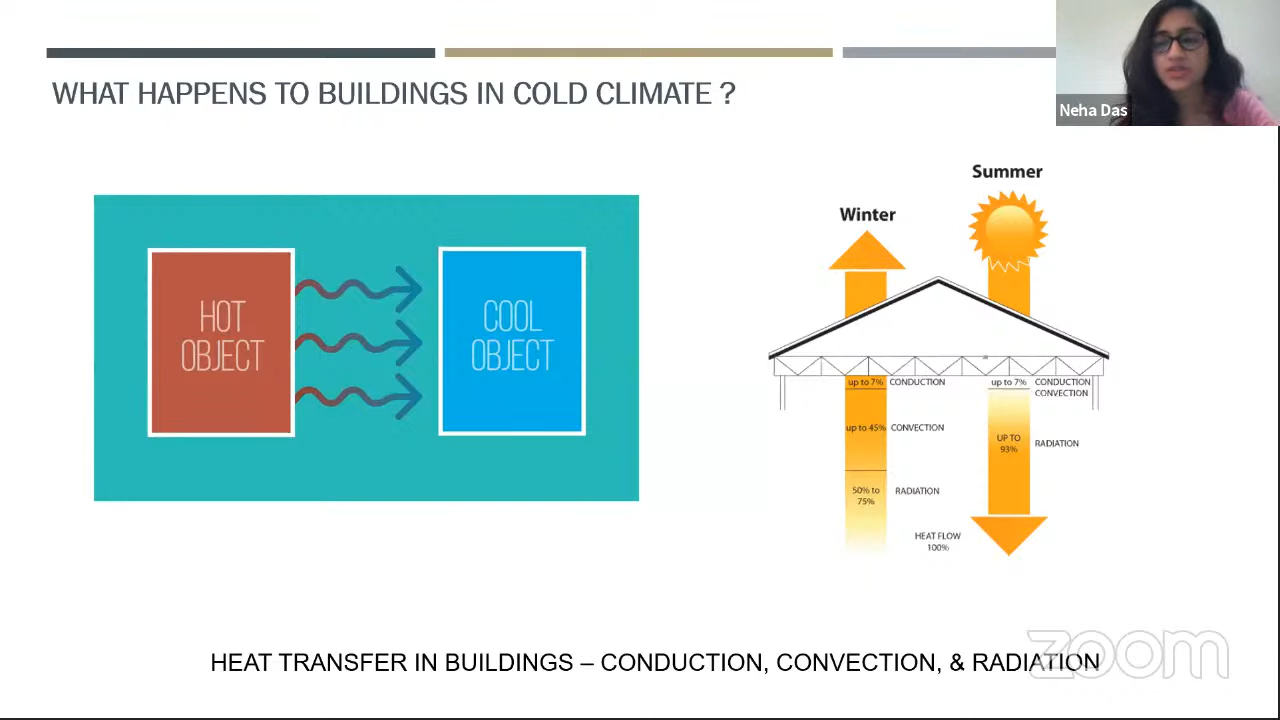 WHAT HAPPENS TO BUILDINGS IN COLD CLIMATE ?
Neha Das
HOT
OBJECT
COOL
OBJECT
Summer
Winter
up to 7% CONDUCTION
up to 45% CONVECTION
50% to
75%
RADIATION
HEAT FLOW
100%
up to 7% CONDUCTION
CONVECTION
UP TO
93%
RADIATION
HEAT TRANSFER IN BUILDINGS – CONDUCTION, CONVECTION, & RADIATION
zoom